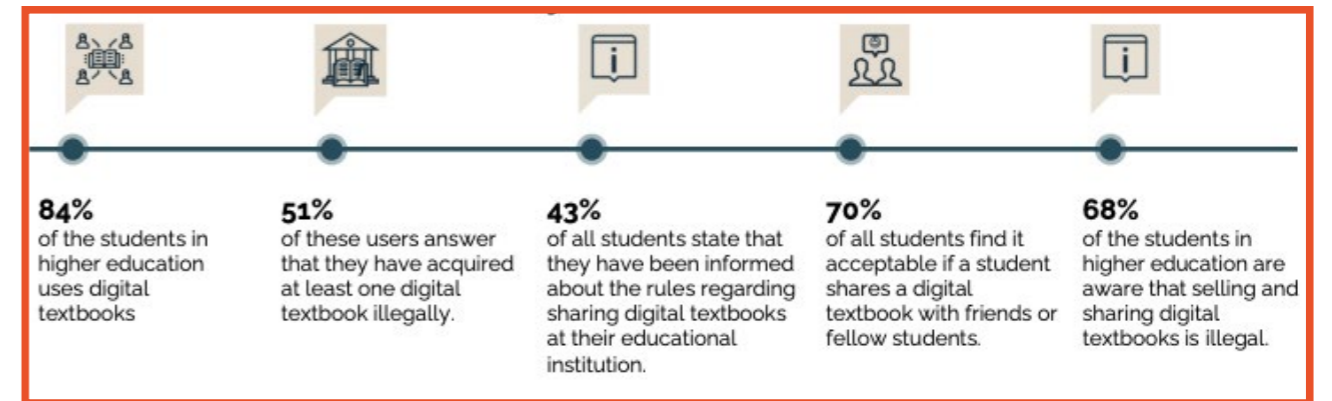 84%
of the students in
higher education
uses digital
textbooks
51%
of these users answer
that they have acquired
at least one digital
textbook illegally.
43%
of all students state that
they have been informed
about the rules regarding
sharing digital textbooks
at their educational
institution.
70%
of all students find it
acceptable if a student
shares a digital
textbook with friends or
fellow students.
68%
of the students in
higher education are
aware that selling and
sharing digital
textbooks is illegal.